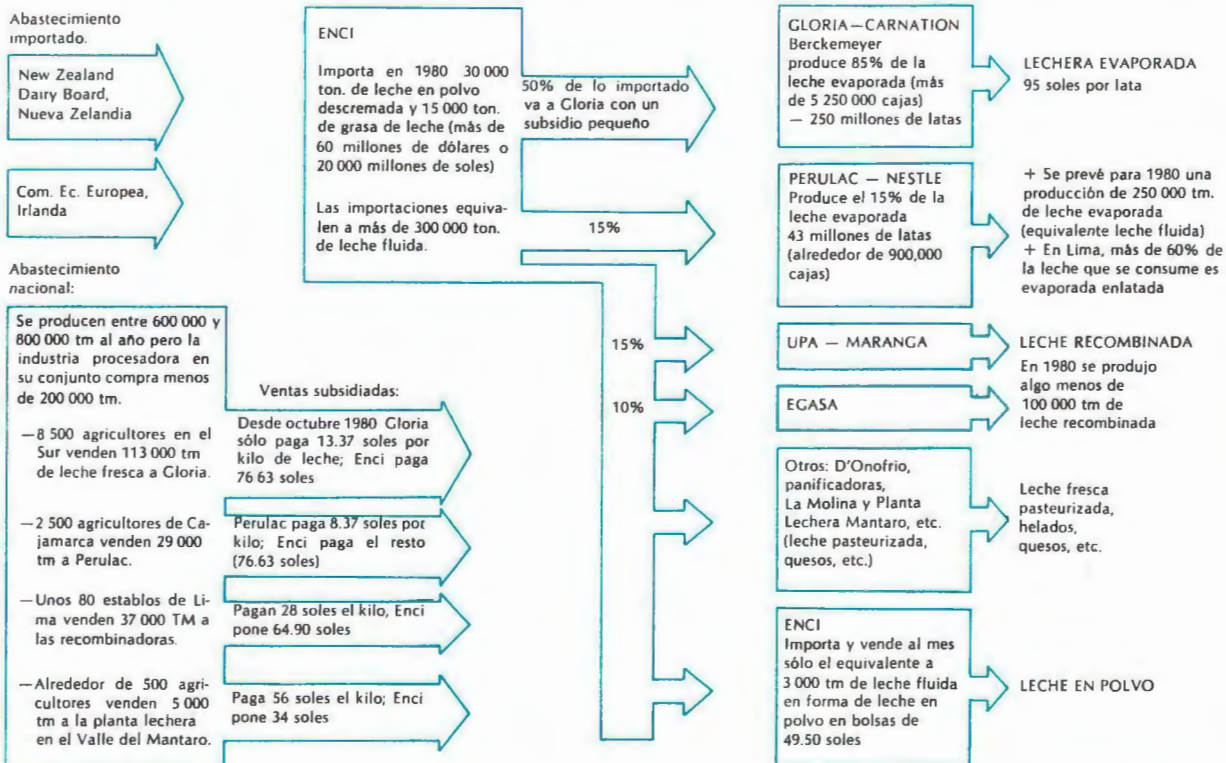 Abastecimiento
importado.
New Zealand
Dairy Board,
Nueva Zelandia
Com. Ec. Europea,
Irlanda
Abastecimiento
nacional:
Se producen entre 600 000 y
800 000 tm al año pero la
industria procesadora en
su conjunto compra menos
de 200 000 tm.
—8 500 agricultores en el
Sur venden 113 000 tm
de leche fresca a Gloria.
—2 500 agricultores de Ca-
jamarca venden 29 000
tm a Perulac.
—Unos 80 establos de Li-
ma venden 37 000 TM a
las recombinadoras.
—Alrededor de 500 agri-
cultores venden 5 000
tm a la planta lechera
en el Valle del Mantaro.
Ventas subsidiadas:
Desde octubre 1980 Gloria
sólo paga 13.37 soles por
kilo de leche; Enci paga
76 63 soles
Perulac paga 8.37 soles por
kilo; Enci paga el resto
(76.63 soles)
Pagan 28 soles el kilo, Enci
pone 64.90 soles
Paga 56 soles el kilo; Enci
pone 34 soles
ENCI
Importa en 1980 30 000
ton. de leche en polvo
descremada y 15 000 ton.
de grasa de leche (más de
60 millones de dólares o
20 000 millones de soles)
Las importaciones equiva-
len a más de 300 000 ton.
de leche fluida.
50% de lo importado
va a Gloria con un
subsidio pequeño
15%
15%
10%
GLORIA—CARNATION
Berckemeyer
produce 85% de la
leche evaporada (más
de 5 250 000 cajas)
— 250 millones de latas
PERULAC — NESTLE
Produce el 15% de la
leche evaporada
43 millones de latas
(alrededor de 900,000
cajas)
UPA — MARANGA
EGASA
Otros: D'Onofrio,
panificadoras,
La Molina y Planta
Lechera Mantaro, etc.
(leche pasteurizada,
quesos, etc.)
ENCI
Importa y vende al mes
sólo el equivalente a
3 000 tm de leche fluida
en forma de leche en
polvo en bolsas de
49.50 soles
LECHERA EVAPORADA
95 soles por lata
+ Se prevé para 1980 una
producción de 250 000 tm.
de leche evaporada
(equivalente leche fluida)
+ En Lima, más de 60% de
la leche que se consume es
evaporada enlatada
LECHE RECOMBINADA
En 1980 se produjo
algo menos de
100 000 tm de
leche recombinada
Leche fresca
pasteurizada,
helados,
quesos, etc.
LECHE EN POLVO